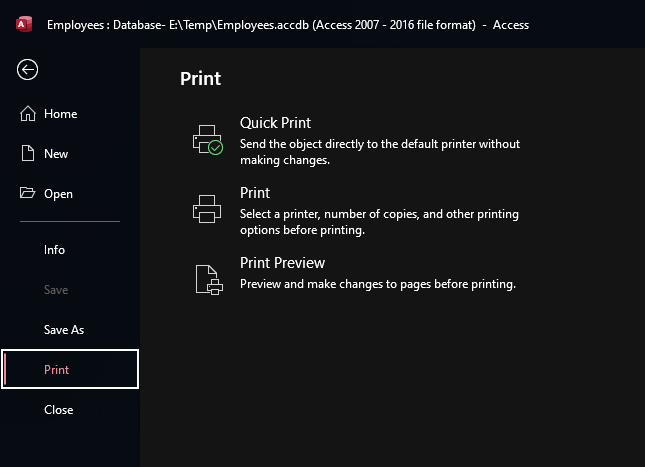 Employees : Database- E:\Temp\Employees.accdb (Access 2007 - 2016 file format) - Access
Home
New
Open
Info
Save
Save As
Print
Close
Print
Quick Print
Send the object directly to the default printer without
making changes.
Print
Select a printer, number of copies, and other printing
options before printing.
Print Preview
Preview and make changes to pages before printing.